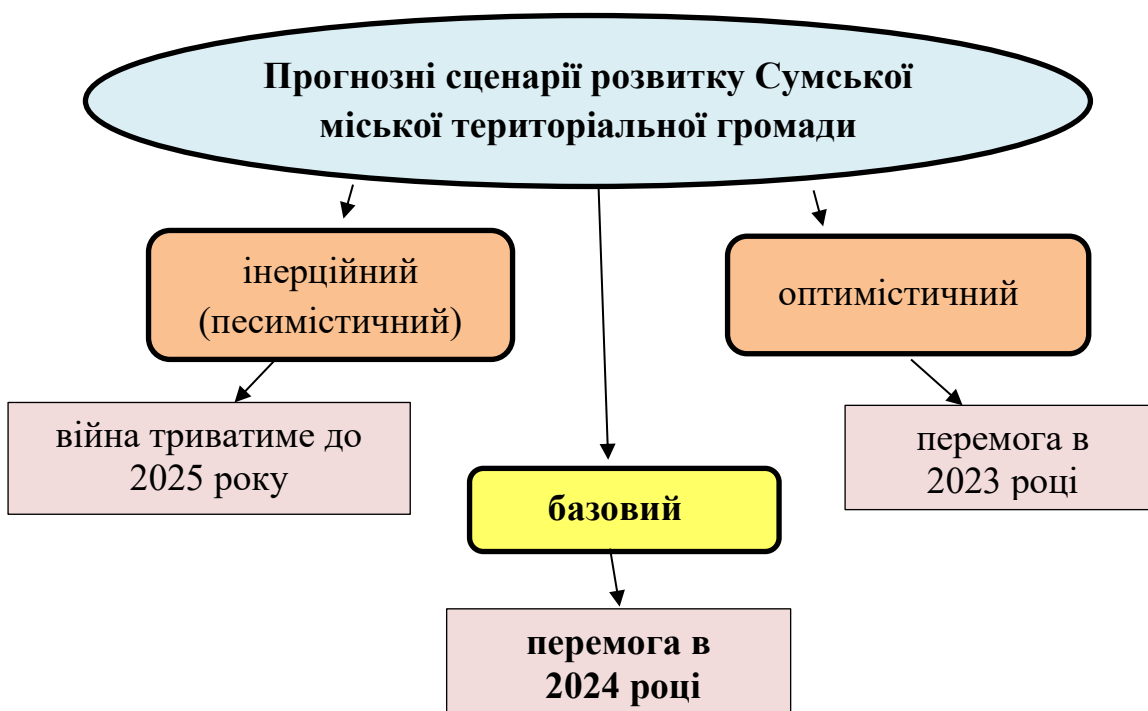 Прогнозні сценарії розвитку Сумської
міської територіальної громади
інерційний
(песимістичний)
оптимістичний
війна триватиме до
2025 року
перемога в
2023 році
базовий
перемога в
2024 році